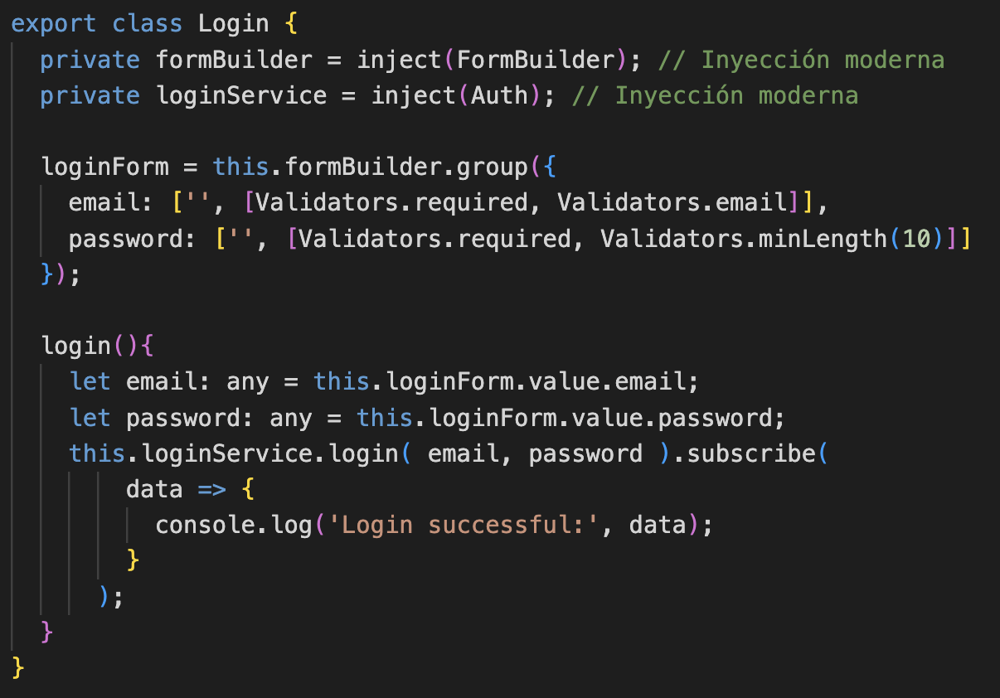 export class Login {
  private formBuilder = inject(FormBuilder); // Inyección moderna
  private loginService = inject(Auth); // Inyección moderna

  loginForm = this.formBuilder.group({
    email: ['', [Validators.required, Validators.email]],
    password: ['', [Validators.required, Validators.minLength(10)]]
  });

  login(){
    let email: any = this.loginForm.value.email;
    let password: any = this.loginForm.value.password;
    this.loginService.login( email, password ).subscribe(
        data => {
          console.log('Login successful:', data);
        }
      );
  }
}